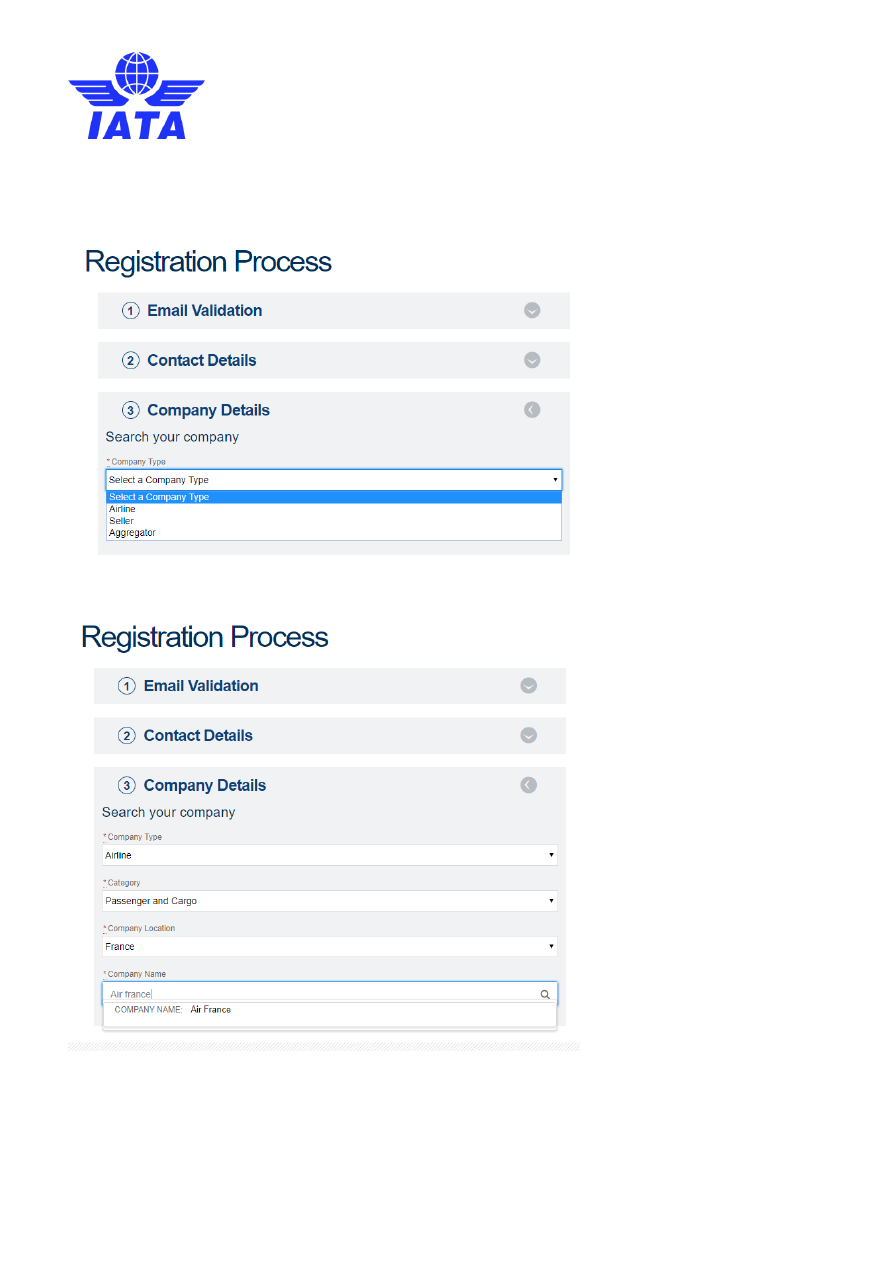 IATA
Registration Process
1 Email Validation
2 Contact Details
3 Company Details
Search your company
* Company Type
Select a Company Type
Select a Company Type
Airline
Seller
Aggregator
Registration Process
1 Email Validation
2 Contact Details
3 Company Details
Search your company
* Company Type
Airline
* Category
Passenger and Cargo
* Company Location
France
* Company Name
Air france
COMPANY NAME: Air France